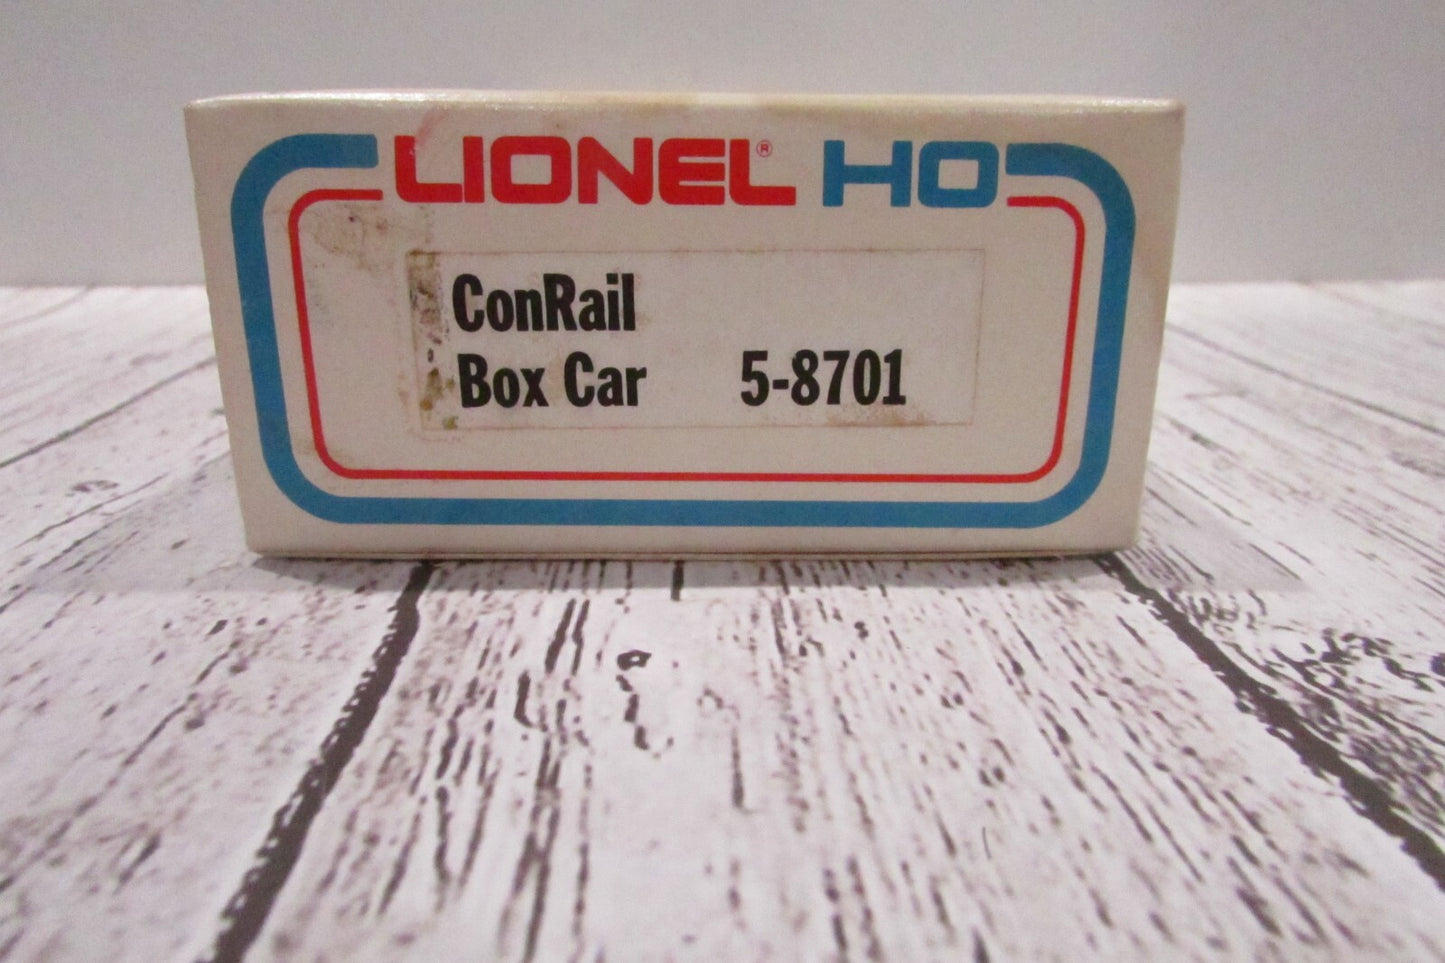 LIONEL® HO
ConRail
Box Car 5-8701